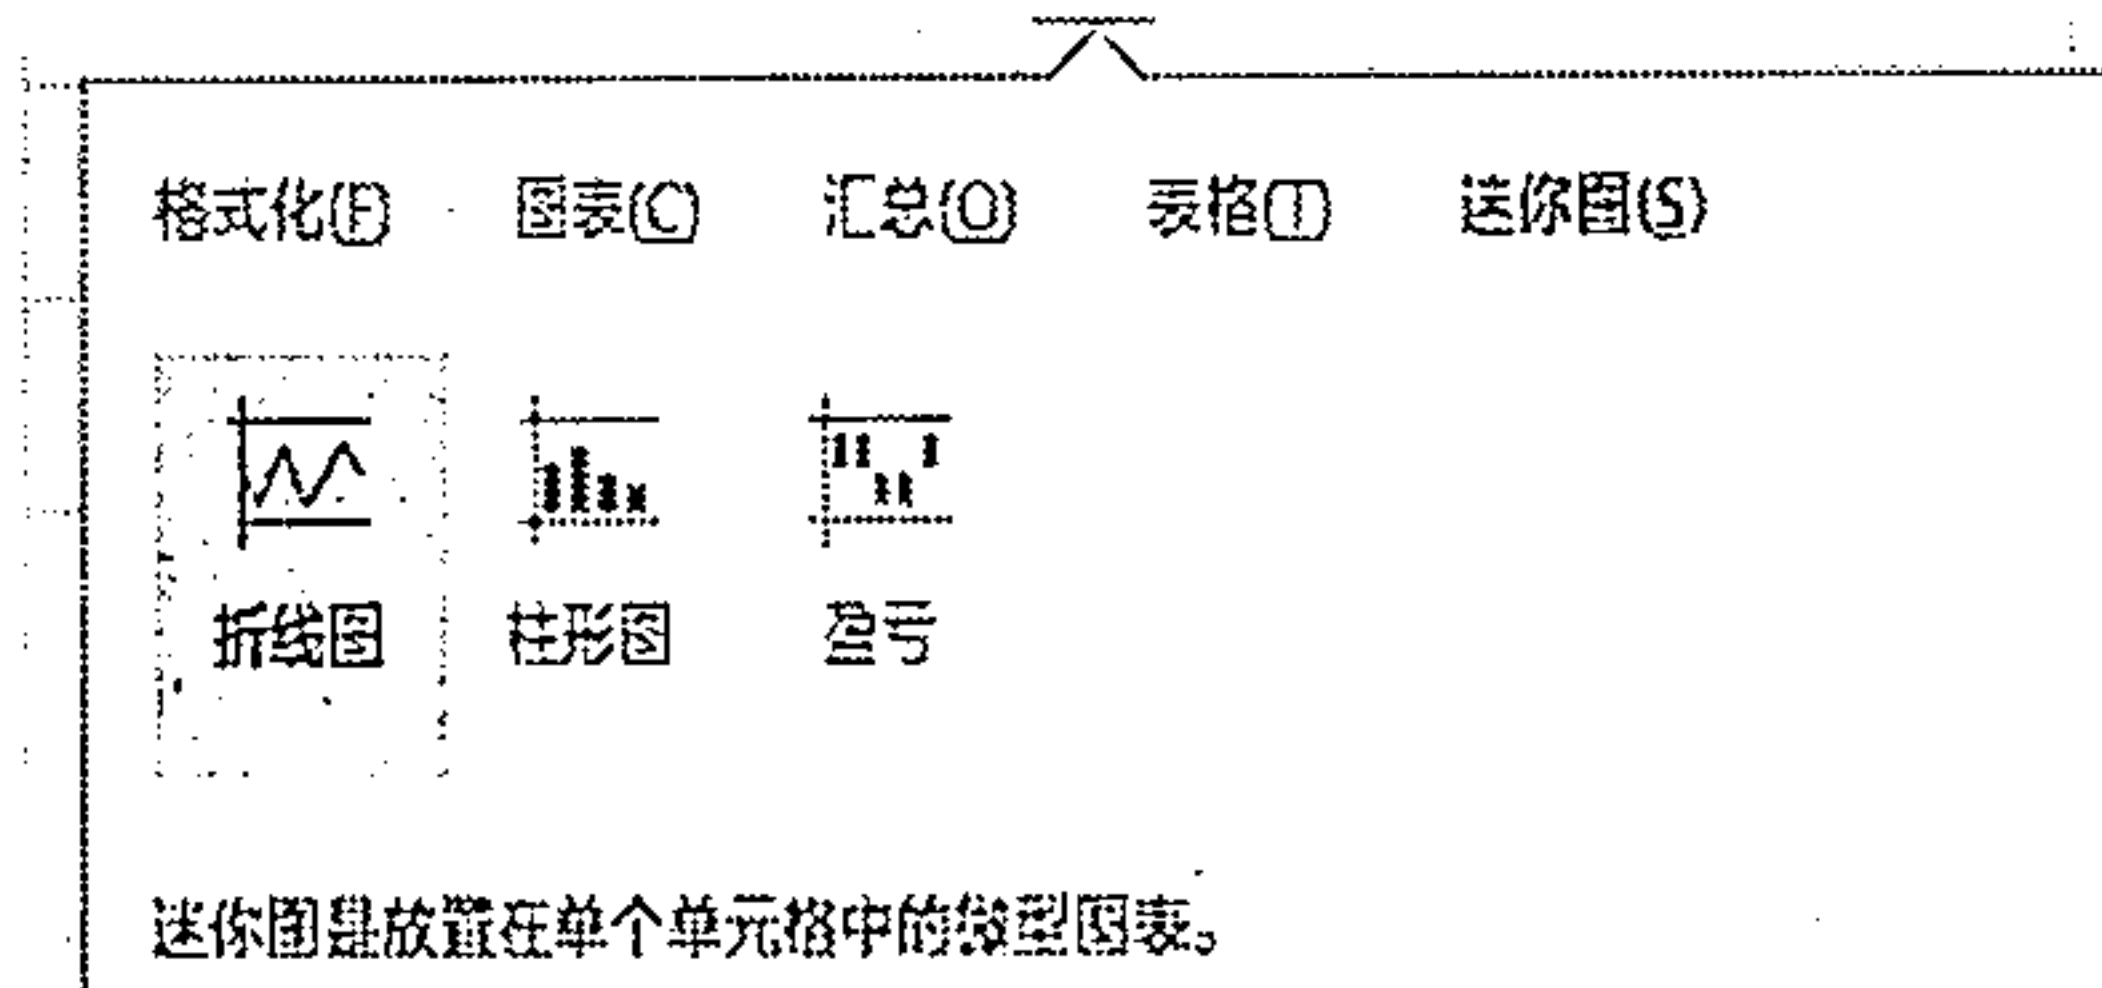 格式化(F) 图表(C) 汇总(O) 表格(T) 迷你图(S)
折线图 柱形图 盈亏
迷你图是放置在单个单元格中的微型图表。